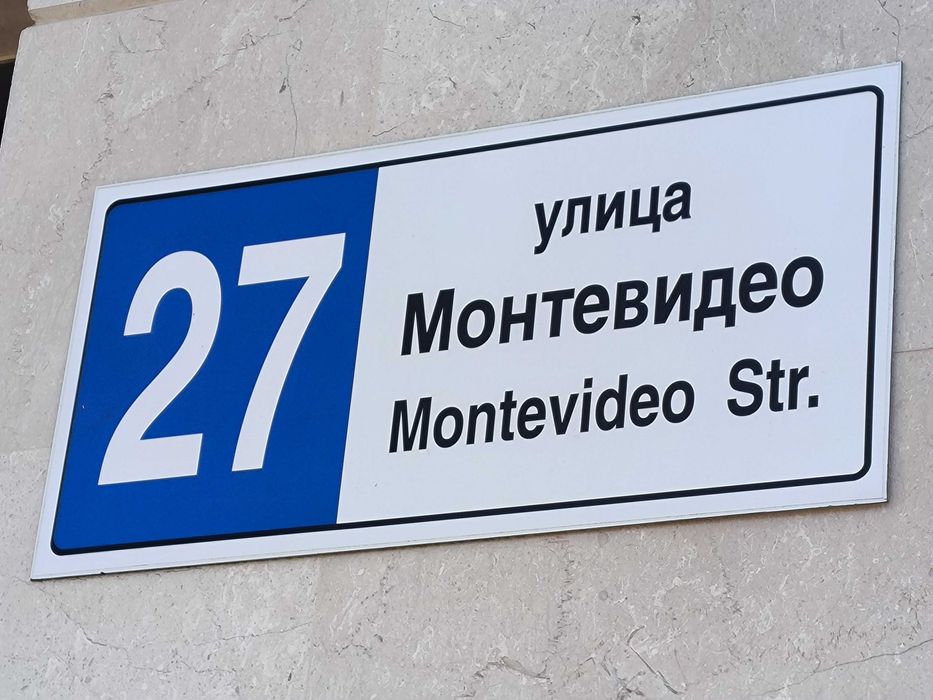 27
улица
Монтевидео
Montevideo Str.